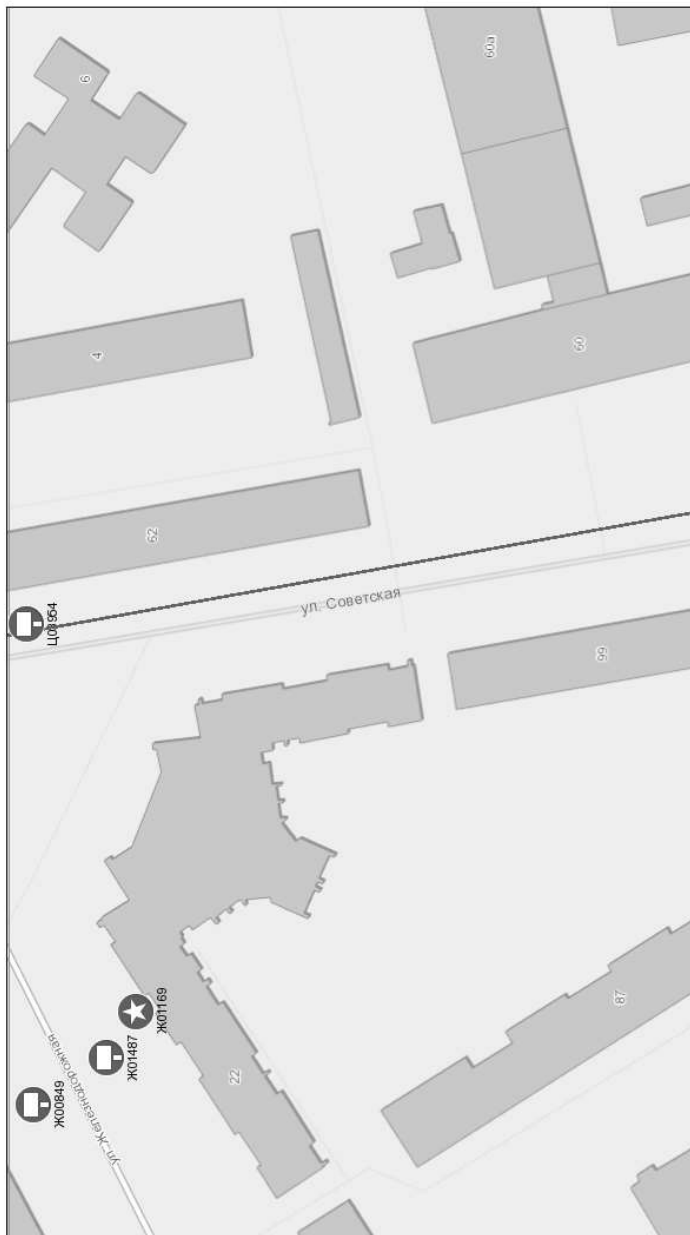 6
60а
4
60
62
Ц03954
ул. Советская
99
87
Ж01169
Ж01487
22
Ж00849
ул. Железнодорожная